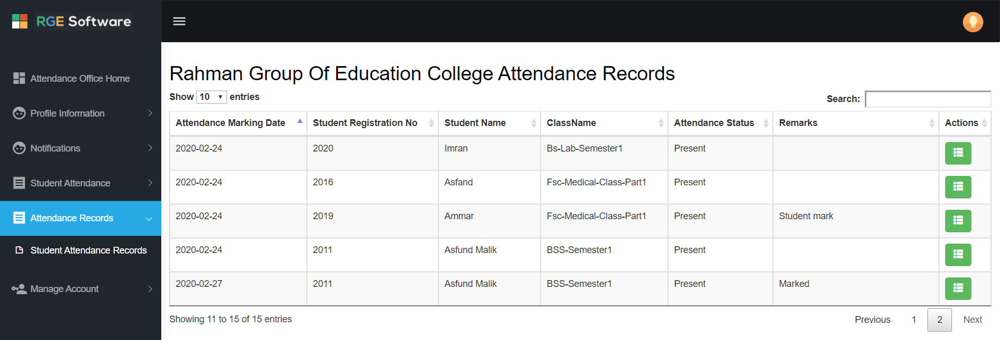 RGE Software
Attendance Office Home
Profile Information
Notifications
Student Attendance
Attendance Records
Student Attendance Records
Manage Account
Rahman Group Of Education College Attendance Records
Show 10 entries
Search:
Attendance Marking Date Student Registration No Student Name ClassName Attendance Status Remarks Actions
2020-02-24 2020 Imran Bs-Lab-Semester1 Present
2020-02-24 2016 Asfand Fsc-Medical-Class-Part1 Present
2020-02-24 2019 Ammar Fsc-Medical-Class-Part1 Present Student mark
2020-02-24 2011 Asfund Malik BSS-Semester1 Present
2020-02-27 2011 Asfund Malik BSS-Semester1 Present Marked
Showing 11 to 15 of 15 entries
Previous 1 2 Next